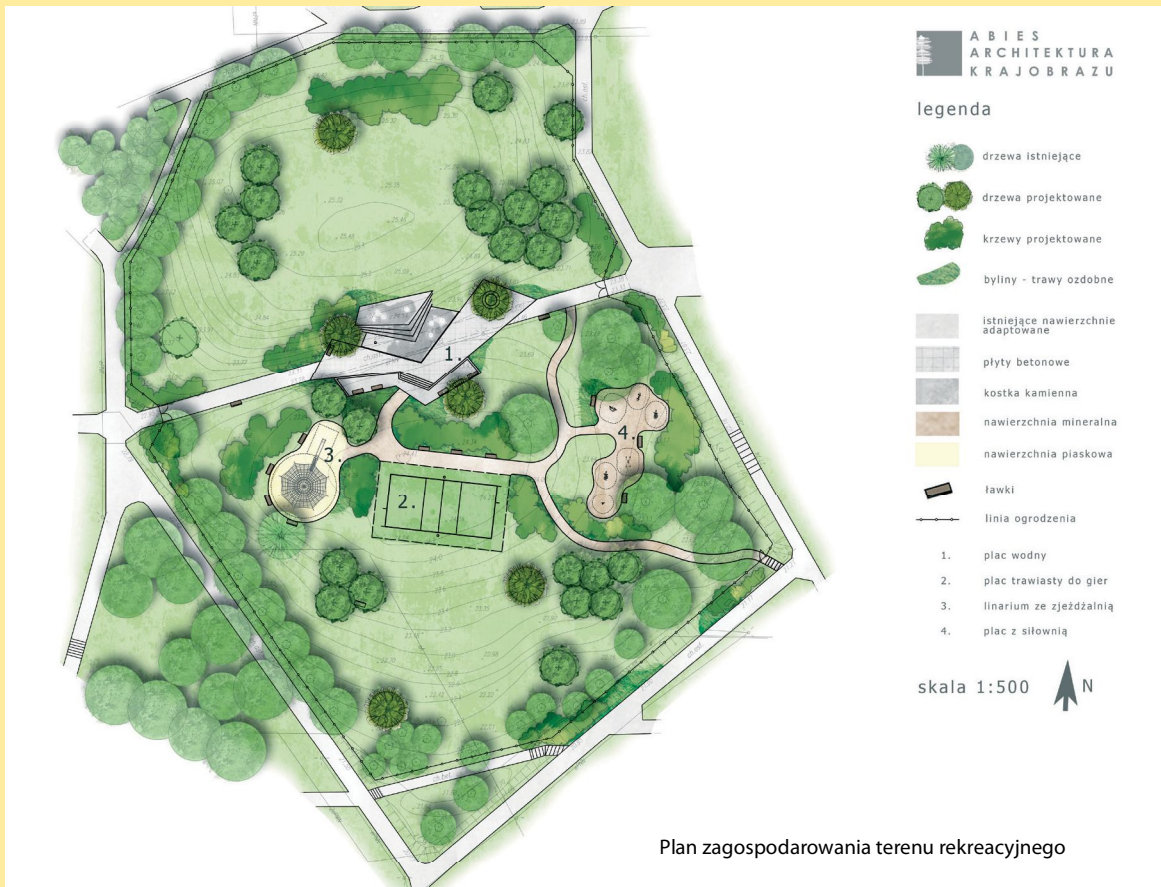 ABIES
ARCHITEKTURA
KRAJOBRAZU
legenda
drzewa istniejące
drzewa projektowane
krzewy projektowane
byliny - trawy ozdobne
istniejące nawierzchnie
adaptowane
płyty betonowe
kostka kamienna
nawierzchnia mineralna
nawierzchnia piaskowa
ławki
linia ogrodzenia
1. plac wodny
2. plac trawiasty do gier
3. linarium ze zjeżdżalnią
4. plac z siłownią
skala 1:500 N
1.
4.
3.
2.
Plan zagospodarowania terenu rekreacyjnego